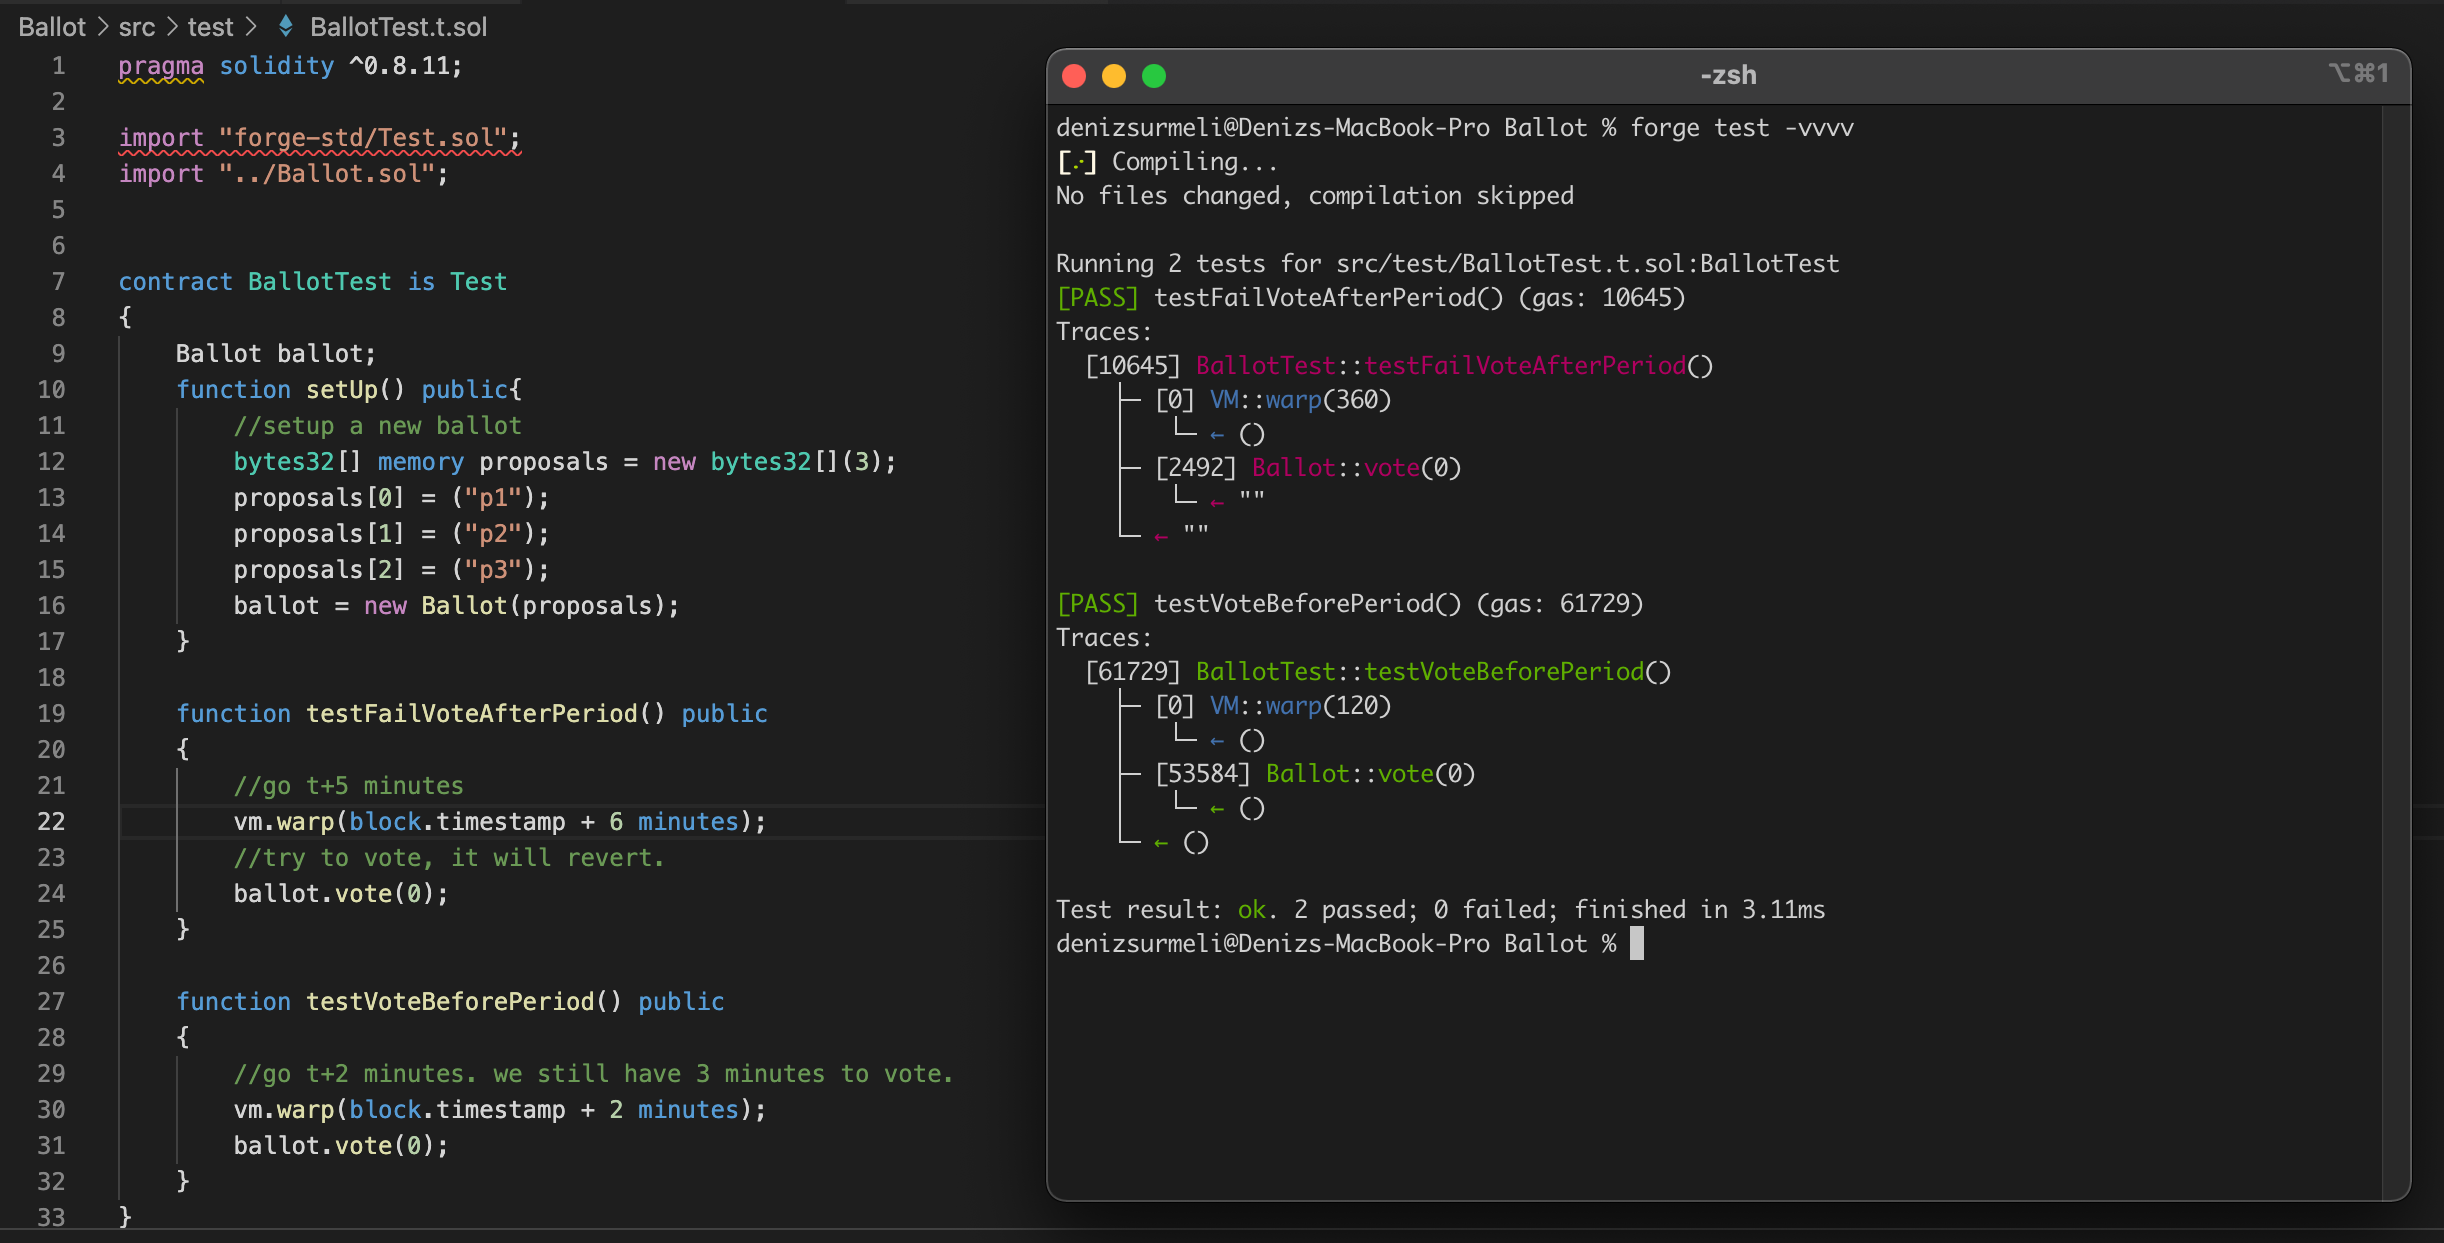 Ballot > src > test > BallotTest.t.sol
1 pragma solidity ^0.8.11;
2
3 import "forge-std/Test.sol";
4 import "../Ballot.sol";
5
6
7 contract BallotTest is Test
8 {
9 Ballot ballot;
10 function setUp() public{
11 //setup a new ballot
12 bytes32[] memory proposals = new bytes32[](3);
13 proposals[0] = ("p1");
14 proposals[1] = ("p2");
15 proposals[2] = ("p3");
16 ballot = new Ballot(proposals);
17 }
18
19 function testFailVoteAfterPeriod() public
20 {
21 //go t+5 minutes
22 vm.warp(block.timestamp + 6 minutes);
23 //try to vote, it will revert.
24 ballot.vote(0);
25 }
26
27 function testVoteBeforePeriod() public
28 {
29 //go t+2 minutes. we still have 3 minutes to vote.
30 vm.warp(block.timestamp + 2 minutes);
31 ballot.vote(0);
32 }
33 }
-zsh
⌥⌘1
denizsurmeli@Denizs-MacBook-Pro Ballot % forge test -vvvv
[⠔] Compiling...
No files changed, compilation skipped

Running 2 tests for src/test/BallotTest.t.sol:BallotTest
[PASS] testFailVoteAfterPeriod() (gas: 10645)
Traces:
  [10645] BallotTest::testFailVoteAfterPeriod()
    ├─ [0] VM::warp(360)
    │   └─ ← ()
    ├─ [2492] Ballot::vote(0)
    │   └─ ← ""
    └─ ← ""

[PASS] testVoteBeforePeriod() (gas: 61729)
Traces:
  [61729] BallotTest::testVoteBeforePeriod()
    ├─ [0] VM::warp(120)
    │   └─ ← ()
    ├─ [53584] Ballot::vote(0)
    │   └─ ← ()
    └─ ← ()

Test result: ok. 2 passed; 0 failed; finished in 3.11ms
denizsurmeli@Denizs-MacBook-Pro Ballot %